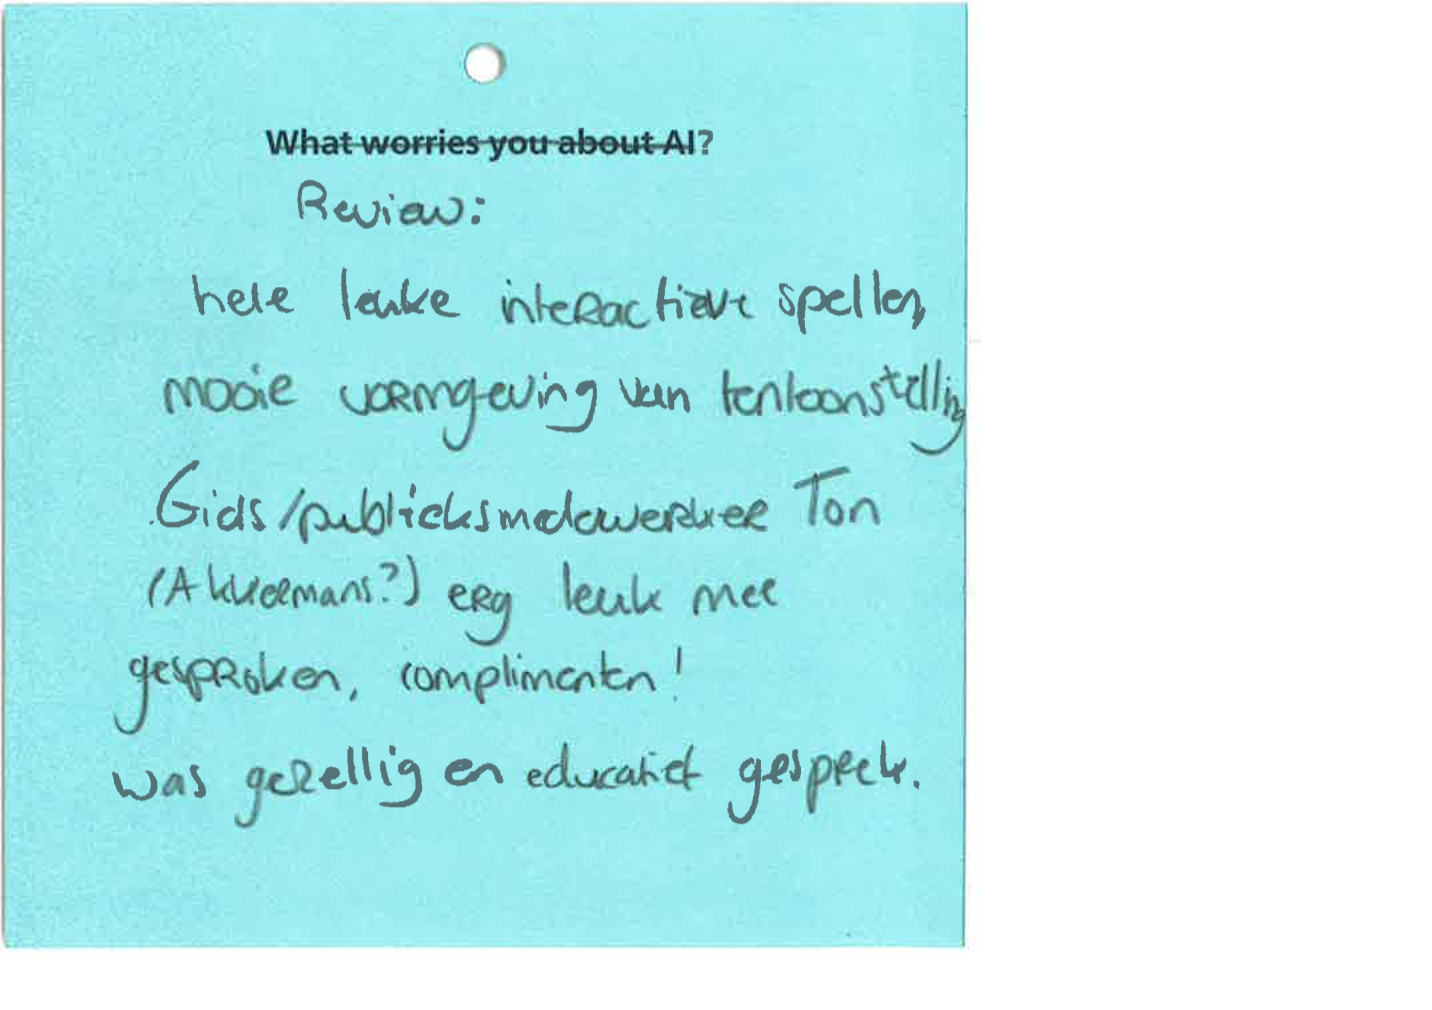 What worries you about AI?
Review:
hele leuke interactieve spellen,
mooie vormgeving van tentoonstelling
Gids/publieksmedewerker Ton
(Akkermans?) erg leuk mee
gesproken, complimenten!
was gezellig en educatief gesprek.